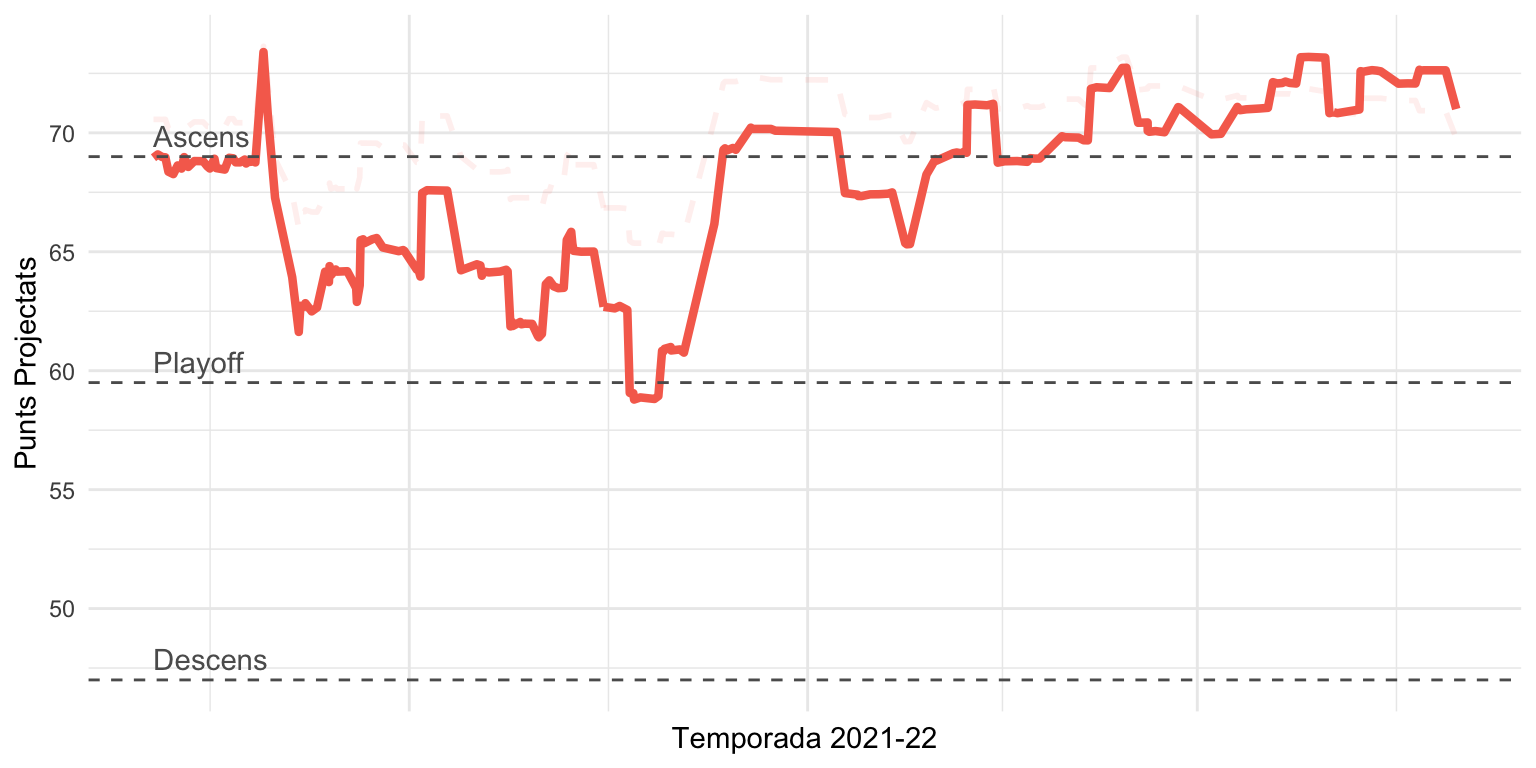 Punts Projectats
70
65
60
55
50
Ascens
Playoff
Descens
Temporada 2021-22